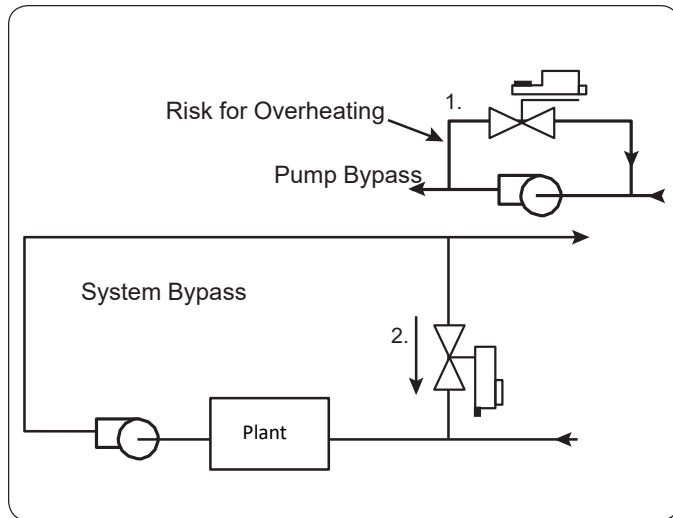 1.
Risk for Overheating
Pump Bypass
System Bypass
2.
Plant